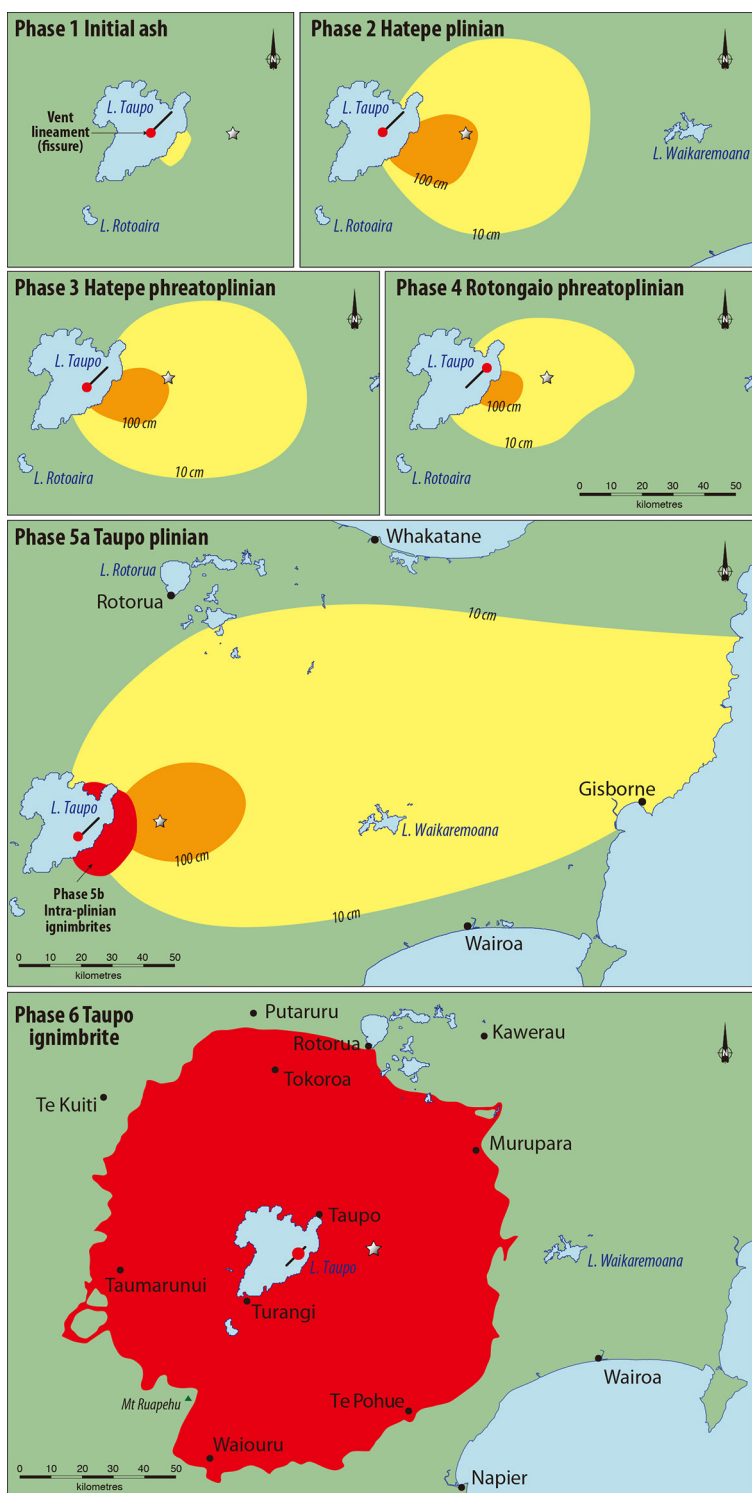 Phase 1 Initial ash
N
L. Taupo
Vent
lineament
(fissure)
L. Rotoaira
Phase 2 Hatepe plinian
N
L. Taupo
100 cm
L. Waikaremoana
L. Rotoaira
10 cm
Phase 3 Hatepe phreatoplinian
N
L. Taupo
100 cm
L. Rotoaira
10 cm
Phase 4 Rotongaio phreatoplinian
N
L. Taupo
100 cm
10 cm
L. Rotoaira
0 10 20 30 40 50
kilometres
Phase 5a Taupo plinian
Whakatane
N
L. Rotorua
Rotorua
10 cm
Gisborne
L. Taupo
L. Waikaremoana
100 cm
Phase 5b
Intra-plinian
ignimbrites
10 cm
Wairoa
0 10 20 30 40 50
kilometres
Phase 6 Taupo
ignimbrite
Putaruru
Kawerau
N
Rotorua
Tokoroa
Te Kuiti
Murupara
Taupo
L. Taupo
L. Waikaremoana
Taumarunui
Turangi
Wairoa
Mt Ruapehu
Te Pohue
Waiouru
0 10 20 30 40 50
kilometres
Napier